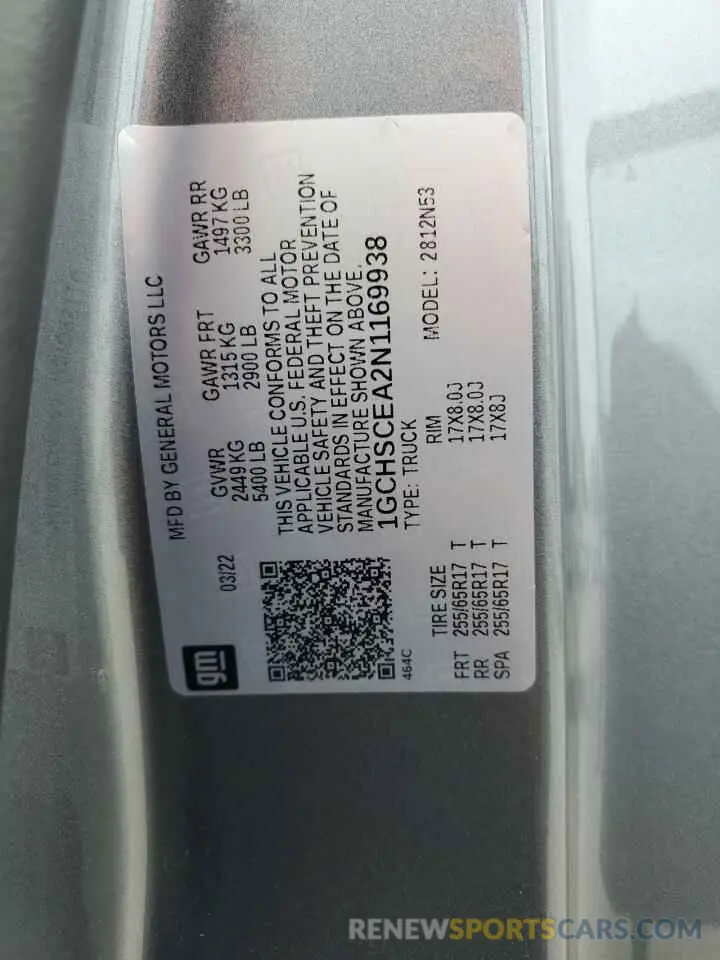 gm
MFD BY GENERAL MOTORS LLC
03/22
GVWR GAWR FRT GAWR RR
2449 KG 1315 KG 1497 KG
5400 LB 2900 LB 3300 LB
THIS VEHICLE CONFORMS TO ALL
APPLICABLE U.S. FEDERAL MOTOR
VEHICLE SAFETY AND THEFT PREVENTION
STANDARDS IN EFFECT ON THE DATE OF
MANUFACTURE SHOWN ABOVE.
1GCHSCEA2N1169938
464C
TYPE: TRUCK MODEL: 2812N53
TIRE SIZE RIM
FRT 255/65R17 T 17X8.0J
RR 255/65R17 T 17X8.0J
SPA 255/65R17 T 17X8J
RENEWSPORTSCARS.COM